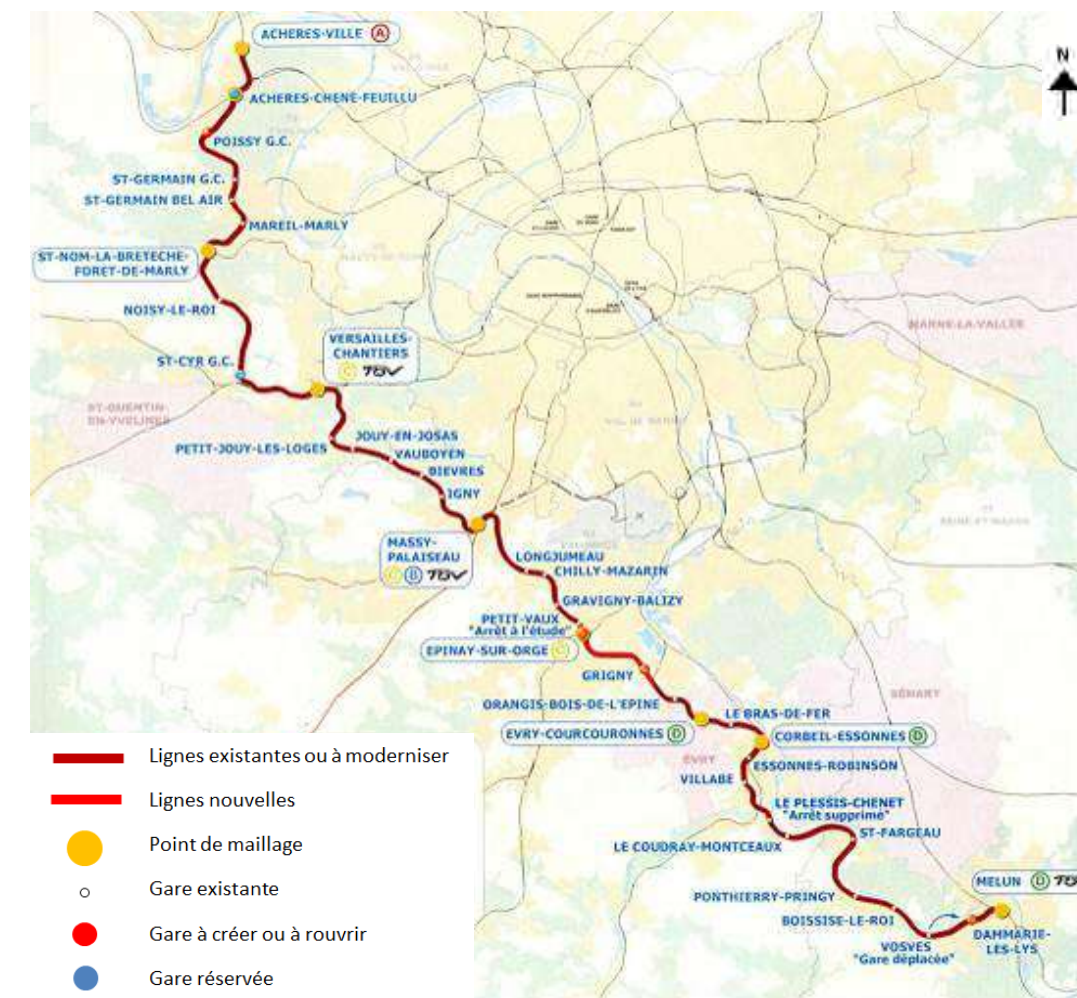 ACHERES-VILLE A
N
ACHERES-CHENE-FEUILLU
POISSY G.C.
ST-GERMAIN G.C.
ST-GERMAIN BEL AIR
MAREIL-MARLY
ST-NOM-LA-BRETECHE-
FORET-DE-MARLY
NOISY-LE-ROI
MARNE-LA-VALLEE
VERSAILLES-
CHANTIERS
C TGV
ST-CYR G.C.
ST-QUENTIN-
EN-YVELINES
JOUY-EN-JOSAS
PETIT-JOUY-LES-LOGES
VAUBOYEN
BIEVRES
IGNY
MASSY-
PALAISEAU
C B TGV
LONGJUMEAU
CHILLY-MAZARIN
GRAVIGNY-BALIZY
PETIT-VAUX
"Arrêt à l'étude"
EPINAY-SUR-ORGE C
GRIGNY
SÉNART
ORANGIS-BOIS-DE-L'EPINE
LE BRAS-DE-FER
EVRY-COURCOURONNES D
CORBEIL-ESSONNES D
EVRY
ESSONNES-ROBINSON
VILLABE
LE PLESSIS-CHENET
"Arrêt supprimé"
ST-FARGEAU
LE COUDRAY-MONTCEAUX
MELUN D TGV
PONTHIERRY-PRINGY
BOISSISE-LE-ROI
VOSVES
"Gare déplacée"
DAMMARIE-
LES-LYS
Lignes existantes ou à moderniser
Lignes nouvelles
Point de maillage
Gare existante
Gare à créer ou à rouvrir
Gare réservée